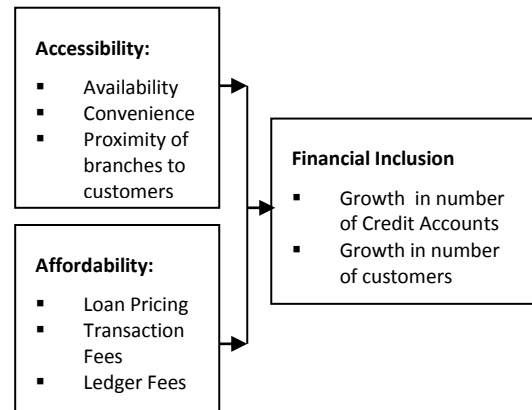 Accessibility:
▪ Availability
▪ Convenience
▪ Proximity of
branches to
customers
Affordability:
▪ Loan Pricing
▪ Transaction
Fees
▪ Ledger Fees
Financial Inclusion
▪ Growth in number
of Credit Accounts
▪ Growth in number
of customers